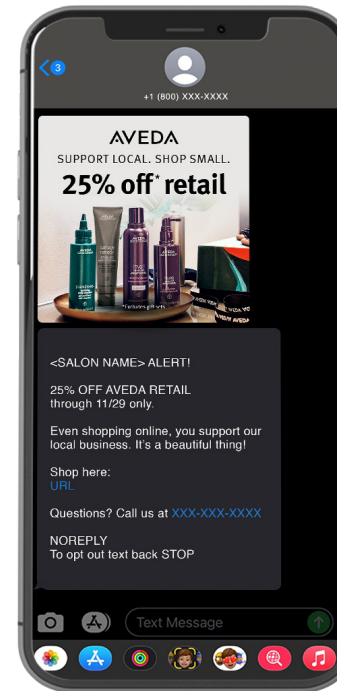 3
+1 (800) XXX-XXXX
AVEDA
SUPPORT LOCAL. SHOP SMALL.
25% off* retail
*Excludes gift sets.
<SALON NAME> ALERT!
25% OFF AVEDA RETAIL
through 11/29 only.
Even shopping online, you support our
local business. It's a beautiful thing!
Shop here:
URL
Questions? Call us at XXX-XXX-XXXX
NOREPLY
To opt out text back STOP
Text Message